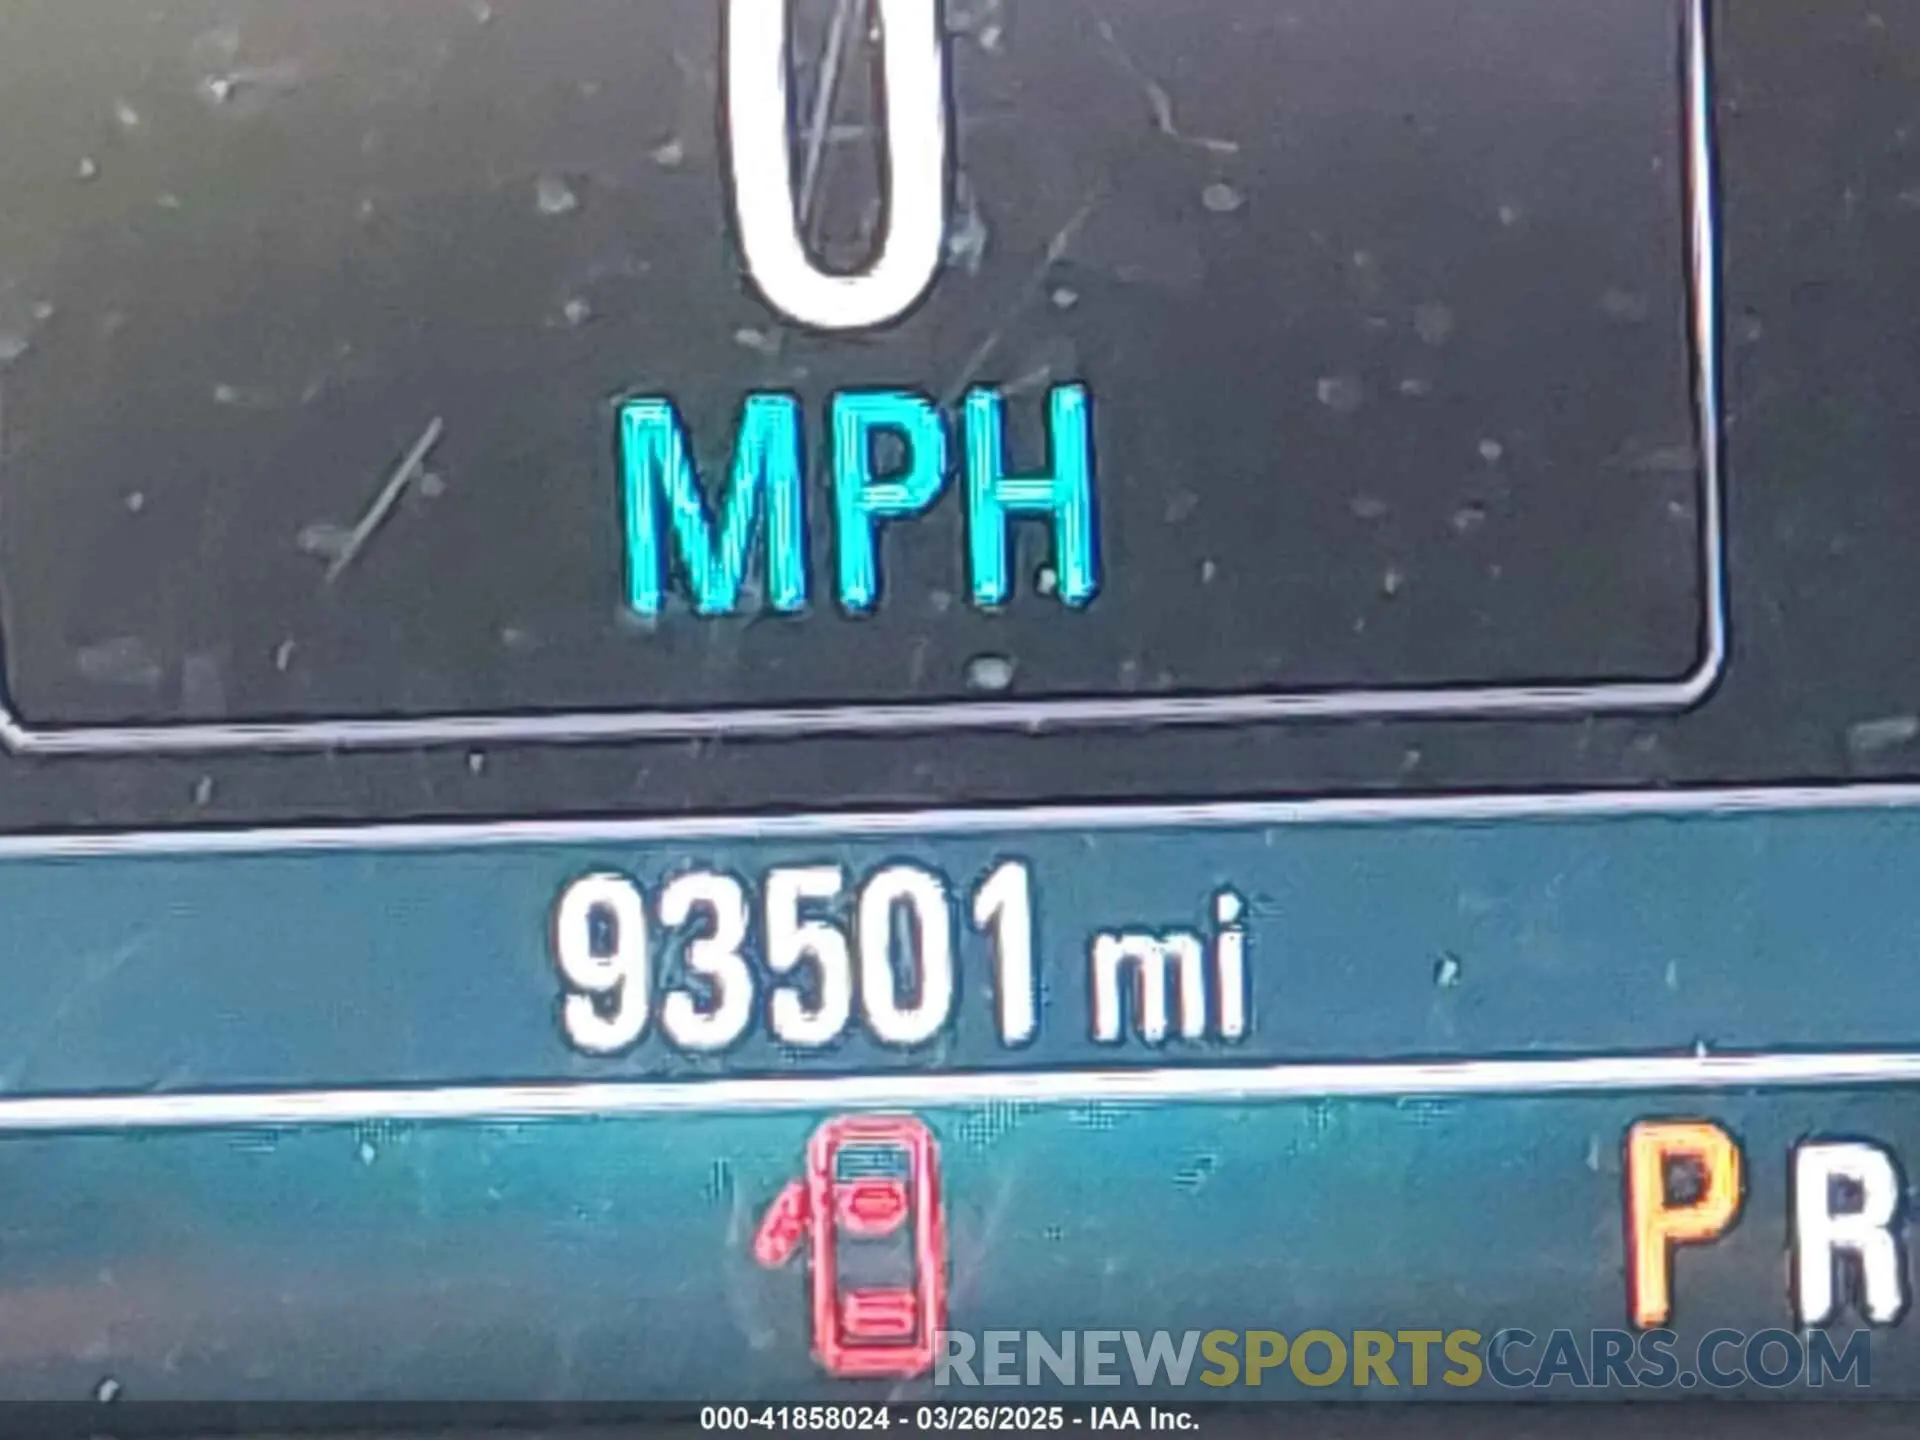 0
MPH
93501 mi
P R
RENEWSPORTSCARS.COM
000-41858024 - 03/26/2025 - IAA Inc.